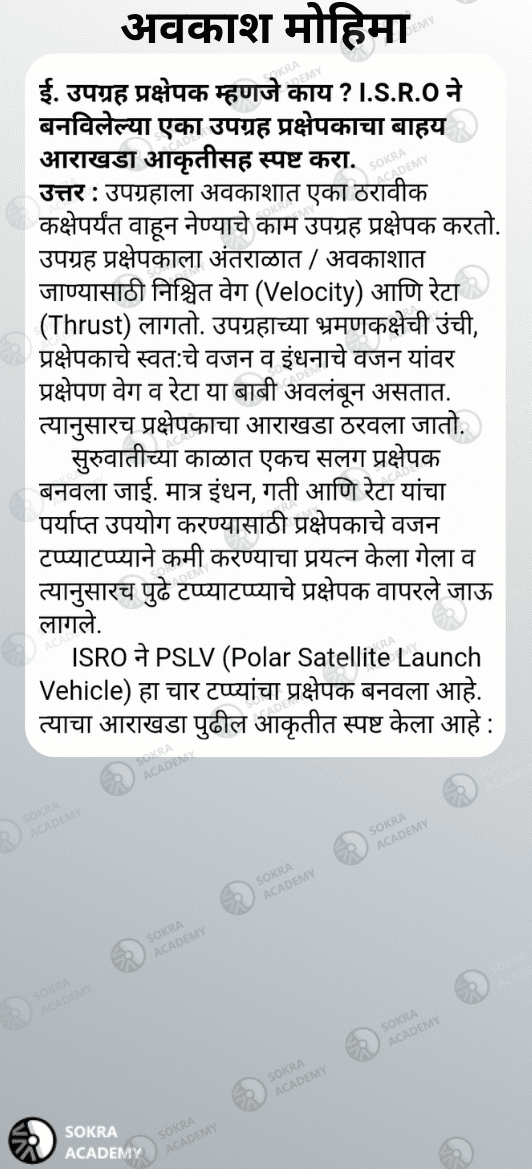 अवकाश मोहिमा
ई. उपग्रह प्रक्षेपक म्हणजे काय ? I.S.R.O ने
बनविलेल्या एका उपग्रह प्रक्षेपकाचा बाहय
आराखडा आकृतीसह स्पष्ट करा.
उत्तर : उपग्रहाला अवकाशात एका ठरावीक
कक्षेपर्यंत वाहून नेण्याचे काम उपग्रह प्रक्षेपक करतो.
उपग्रह प्रक्षेपकाला अंतराळात / अवकाशात
जाण्यासाठी निश्चित वेग (Velocity) आणि रेटा
(Thrust) लागतो. उपग्रहाच्या भ्रमणकक्षेची उंची,
प्रक्षेपकाचे स्वत:चे वजन व इंधनाचे वजन यांवर
प्रक्षेपण वेग व रेटा या बाबी अवलंबून असतात.
त्यानुसारच प्रक्षेपकाचा आराखडा ठरवला जातो.
सुरुवातीच्या काळात एकच सलग प्रक्षेपक
बनवला जाई. मात्र इंधन, गती आणि रेटा यांचा
पर्याप्त उपयोग करण्यासाठी प्रक्षेपकाचे वजन
टप्प्याटप्प्याने कमी करण्याचा प्रयत्न केला गेला व
त्यानुसारच पुढे टप्प्याटप्प्याचे प्रक्षेपक वापरले जाऊ
लागले.
ISRO ने PSLV (Polar Satellite Launch
Vehicle) हा चार टप्प्यांचा प्रक्षेपक बनवला आहे.
त्याचा आराखडा पुढील आकृतीत स्पष्ट केला आहे :
SOKRA
ACADEMY